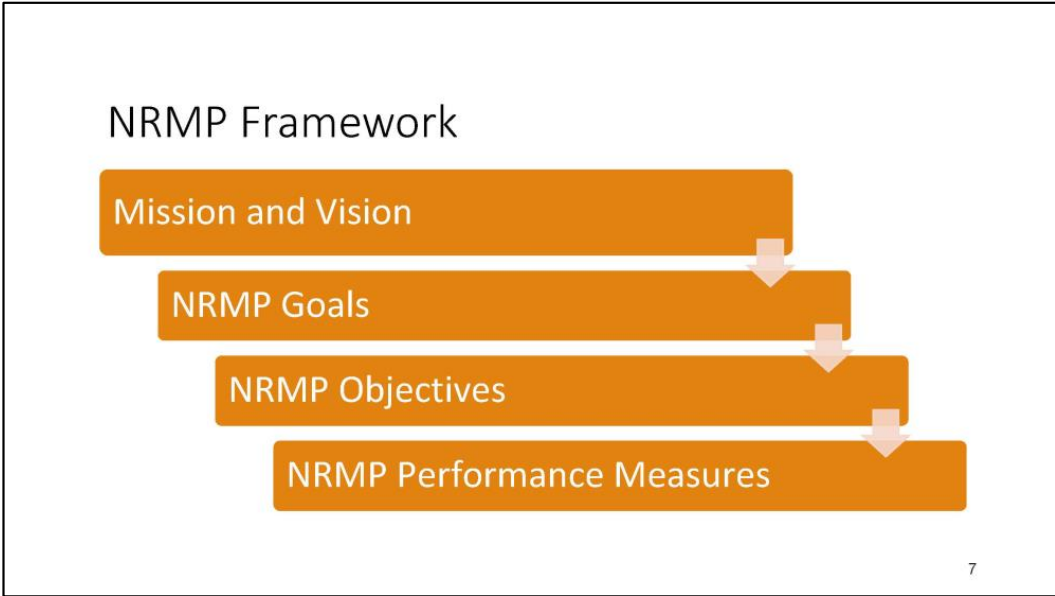 NRMP Framework
Mission and Vision
NRMP Goals
NRMP Objectives
NRMP Performance Measures
7